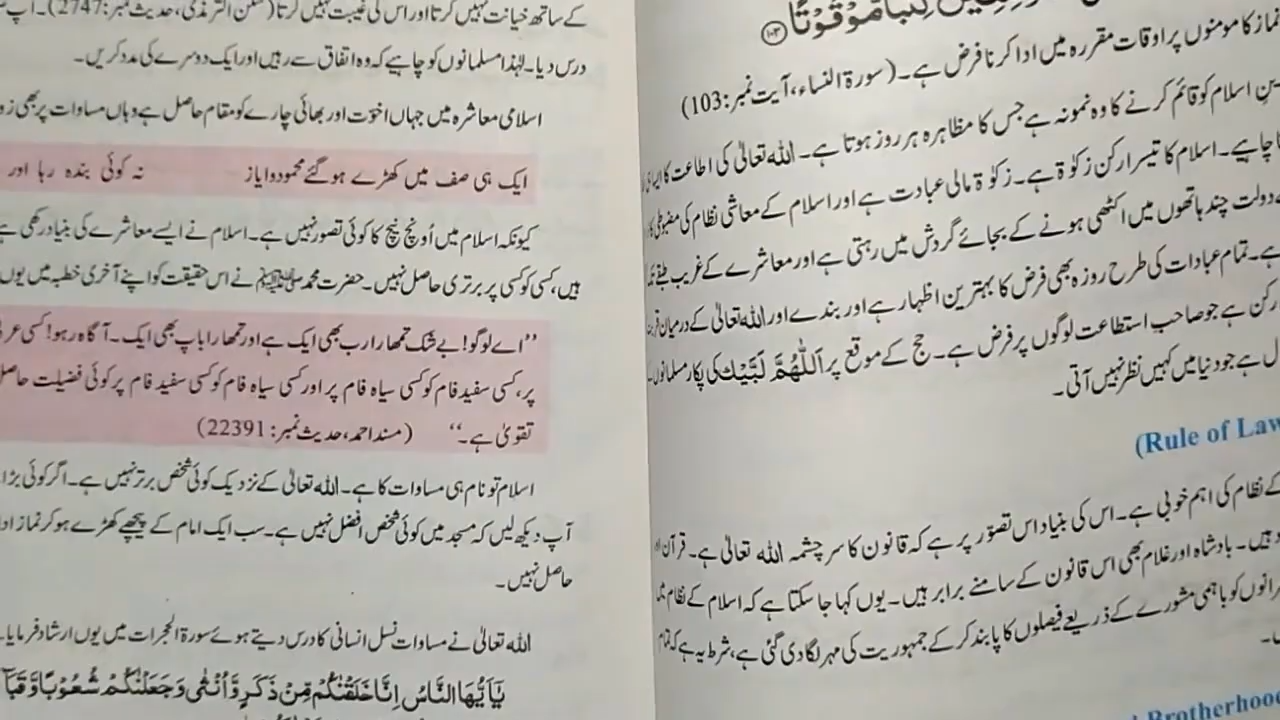 کِتٰبًا مَّوْقُوْتًا ۝۱۰۳
نماز کا مومنوں پر اوقات مقررہ میں ادا کرنا فرض ہے۔ (سورۃ النساء، آیت نمبر: 103)
دینِ اسلام کو قائم کرنے کا وہ نمونہ ہے جس کا مظاہرہ ہر روز ہوتا ہے۔ اللہ تعالیٰ کی اطاعت کا
چاہیے۔ اسلام کا تیسرا رکن زکوٰۃ ہے۔ زکوٰۃ مالی عبادت ہے اور اسلام کے معاشی نظام کی مضبوطی کا
دولت چند ہاتھوں میں اکٹھی ہونے کے بجائے گردش میں رہتی ہے اور معاشرے کے غریب طبقے
ہے۔ تمام عبادات کی طرح روزہ بھی فرض کا بہترین اظہار ہے اور بندے اور اللہ تعالیٰ کے درمیان
رکن ہے جو صاحب استطاعت لوگوں پر فرض ہے۔ حج کے موقع پر اَللّٰھُمَّ لَبَّیْك کی پکار مسلمانوں
ہے جو دنیا میں کہیں نظر نہیں آتی۔
(Rule of Law
کے نظام کی اہم خوبی ہے۔ اس کی بنیاد اس تصوّر پر ہے کہ قانون کا سرچشمہ اللہ تعالیٰ ہے۔ قرآن
ہیں۔ بادشاہ اور غلام بھی اس قانون کے سامنے برابر ہیں۔ یوں کہا جا سکتا ہے کہ اسلام کے نظام
کو باہمی مشورے کے ذریعے فیصلوں کا پابند کر کے جمہوریت کی مہر لگا دی گئی ہے، شرط یہ ہے کہ تمام
Brotherhood
کے ساتھ خیانت نہیں کرتا اور اس کی غیبت نہیں کرتا (سنن الترمذی، حدیث نمبر: 2747)۔ آپ
درس دیا۔ لہٰذا مسلمانوں کو چاہیے کہ وہ اتفاق سے رہیں اور ایک دوسرے کی مدد کریں۔
اسلامی معاشرہ میں جہاں اخوّت اور بھائی چارے کو مقام حاصل ہے وہاں مساوات پر بھی
ایک ہی صف میں کھڑے ہو گئے محمود و ایاز نہ کوئی بندہ رہا اور
کیونکہ اسلام میں اُونچ نیچ کا کوئی تصور نہیں ہے۔ اسلام نے ایسے معاشرے کی بنیاد رکھی ہے
ہیں، کسی کو کسی پر برتری حاصل نہیں۔ حضرت محمد ﷺ نے اس حقیقت کو اپنے آخری خطبہ میں یوں
’’اے لوگو! بے شک تمھارا رب بھی ایک ہے اور تمھارا باپ بھی ایک۔ آگاہ رہو! کسی
پر، کسی سفید فام کو کسی سیاہ فام پر اور کسی سیاہ فام کو کسی سفید فام پر کوئی فضیلت حاصل
تقویٰ ہے۔‘‘ (مسند احمد، حدیث نمبر: 22391)
اسلام تو نام ہی مساوات کا ہے۔ اللہ تعالیٰ کے نزدیک کوئی شخص برتر نہیں ہے۔ اگر کوئی بڑا
آپ دیکھ لیں کہ مسجد میں کوئی شخص افضل نہیں ہے۔ سب ایک امام کے پیچھے کھڑے ہو کر نماز ادا
حاصل نہیں۔
اللہ تعالیٰ نے مساوات نسل انسانی کا درس دیتے ہوئے سورۃ الحجرات میں یوں ارشاد فرمایا۔
یٰٓاَیُّھَا النَّاسُ اِنَّا خَلَقْنٰکُمْ مِّنْ ذَکَرٍ وَّ اُنْثٰی وَ جَعَلْنٰکُمْ شُعُوْبًا وَّ